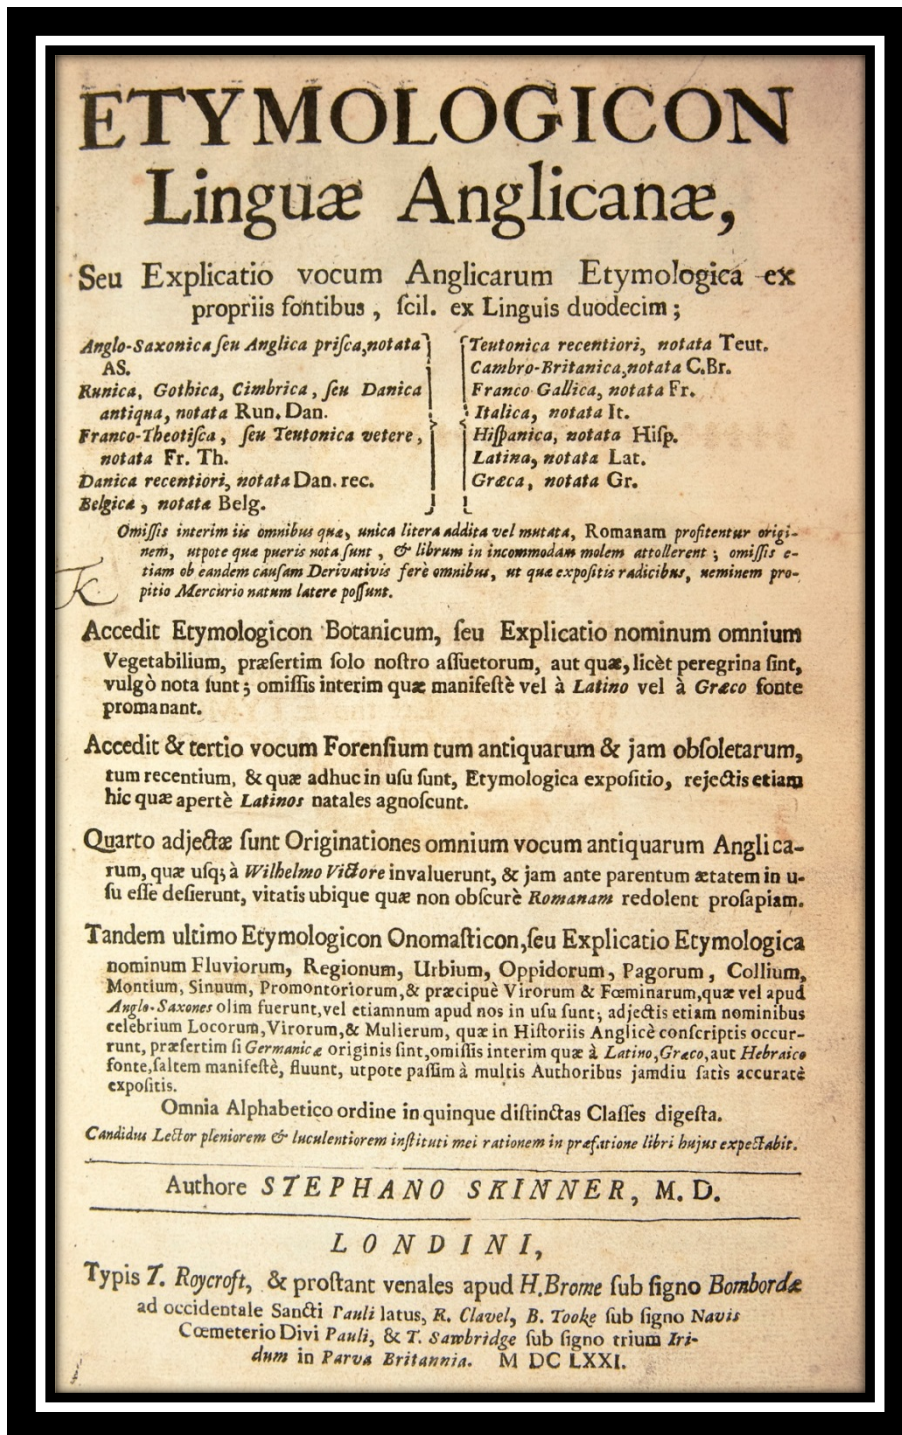 ETYMOLOGICON
Linguæ Anglicanæ,
Seu Explicatio vocum Anglicarum Etymologica ex
propriis fontibus, ſcil. ex Linguis duodecim;
Anglo-Saxonica ſeu Anglica priſca, notata
AS.
Runica, Gothica, Cimbrica, ſeu Danica
antiqua, notata Run. Dan.
Franco-Theotiſca, ſeu Teutonica vetere,
notata Fr. Th.
Danica recentiori, notata Dan. rec.
Belgica, notata Belg.
Teutonica recentiori, notata Teut.
Cambro-Britanica, notata C. Br.
Franco Gallica, notata Fr.
Italica, notata It.
Hiſpanica, notata Hiſp.
Latina, notata Lat.
Græca, notata Gr.
Omiſſis interim iis omnibus quæ, unica litera addita vel mutata, Romanam profitentur origi-
nem, utpote quæ pueris nota ſunt, & librum in incommodam molem attollerent; omiſſis e-
tiam ob eandem cauſam Derivativis ferè omnibus, ut quæ expoſitis radicibus, neminem pro-
pitio Mercurio natum latere poſſunt.
Accedit Etymologicon Botanicum, ſeu Explicatio nominum omnium
Vegetabilium, præſertim ſolo noſtro aſſuetorum, aut quæ, licèt peregrina ſint,
vulgò nota ſunt; omiſſis interim quæ manifeſtè vel à Latino vel à Græco fonte
promanant.
Accedit & tertio vocum Forenſium tum antiquarum & jam obſoletarum,
tum recentium, & quæ adhuc in uſu ſunt, Etymologica expoſitio, rejectis etiam
hic quæ apertè Latinos natales agnoſcunt.
Quarto adjectæ ſunt Originationes omnium vocum antiquarum Anglica-
rum, quæ uſq; à Wilhelmo Victore invaluerunt, & jam ante parentum ætatem in u-
ſu eſſe deſierunt, vitatis ubique quæ non obſcurè Romanam redolent proſapiam.
Tandem ultimo Etymologicon Onomaſticon, ſeu Explicatio Etymologica
nominum Fluviorum, Regionum, Urbium, Oppidorum, Pagorum, Collium,
Montium, Sinuum, Promontoriorum, & præcipuè Virorum & Fœminarum, quæ vel apud
Anglo-Saxones olim fuerunt, vel etiamnum apud nos in uſu ſunt; adjectis etiam nominibus
celebrium Locorum, Virorum, & Mulierum, quæ in Hiſtoriis Anglicè conſcriptis occur-
runt, præſertim ſi Germanicæ originis ſint, omiſſis interim quæ à Latino, Græco, aut Hebraico
fonte, ſaltem manifeſtè, fluunt, utpote paſſim à multis Authoribus jamdiu ſatis accuratè
expoſitis.
Omnia Alphabetico ordine in quinque diſtinctas Claſſes digeſta.
Candidus Lector pleniorem & luculentiorem inſtituti mei rationem in præfatione libri hujus expectabit.
Authore STEPHANO SKINNER, M. D.
LONDINI,
Typis T. Roycroft, & proſtant venales apud H. Brome ſub ſigno Bombordæ
ad occidentale Sancti Pauli latus, R. Clavel, B. Tooke ſub ſigno Navis
Cœmeterio Divi Pauli, & T. Sawbridge ſub ſigno trium Iri-
dum in Parva Britannia. M DC LXXI.